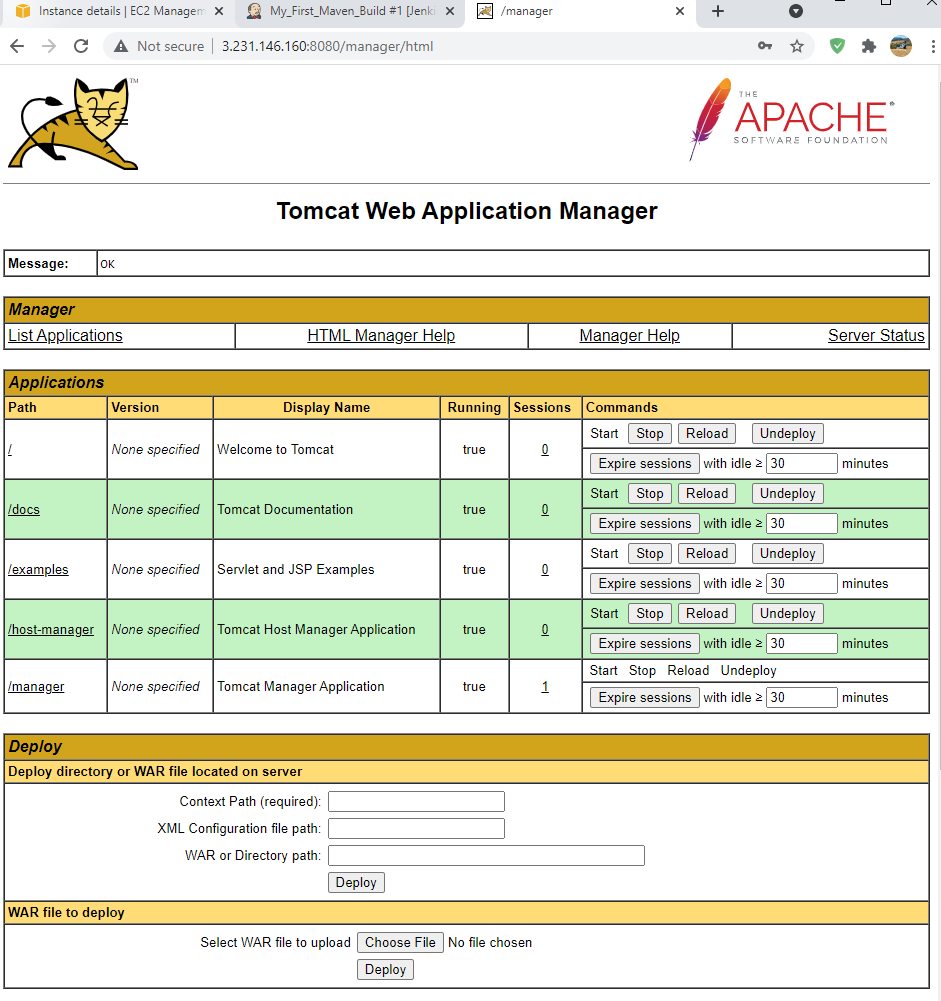 Instance details | EC2 Managem
My_First_Maven_Build #1 [Jenki
/manager
Not secure | 3.231.146.160:8080/manager/html
TM
THE
APACHE®
SOFTWARE FOUNDATION
Tomcat Web Application Manager
Message: OK
Manager
List Applications HTML Manager Help Manager Help Server Status
Applications
Path Version Display Name Running Sessions Commands
/ None specified Welcome to Tomcat true 0 Start Stop Reload Undeploy
Expire sessions with idle ≥ 30 minutes
/docs None specified Tomcat Documentation true 0 Start Stop Reload Undeploy
Expire sessions with idle ≥ 30 minutes
/examples None specified Servlet and JSP Examples true 0 Start Stop Reload Undeploy
Expire sessions with idle ≥ 30 minutes
/host-manager None specified Tomcat Host Manager Application true 0 Start Stop Reload Undeploy
Expire sessions with idle ≥ 30 minutes
/manager None specified Tomcat Manager Application true 1 Start Stop Reload Undeploy
Expire sessions with idle ≥ 30 minutes
Deploy
Deploy directory or WAR file located on server
Context Path (required):
XML Configuration file path:
WAR or Directory path:
Deploy
WAR file to deploy
Select WAR file to upload Choose File No file chosen
Deploy